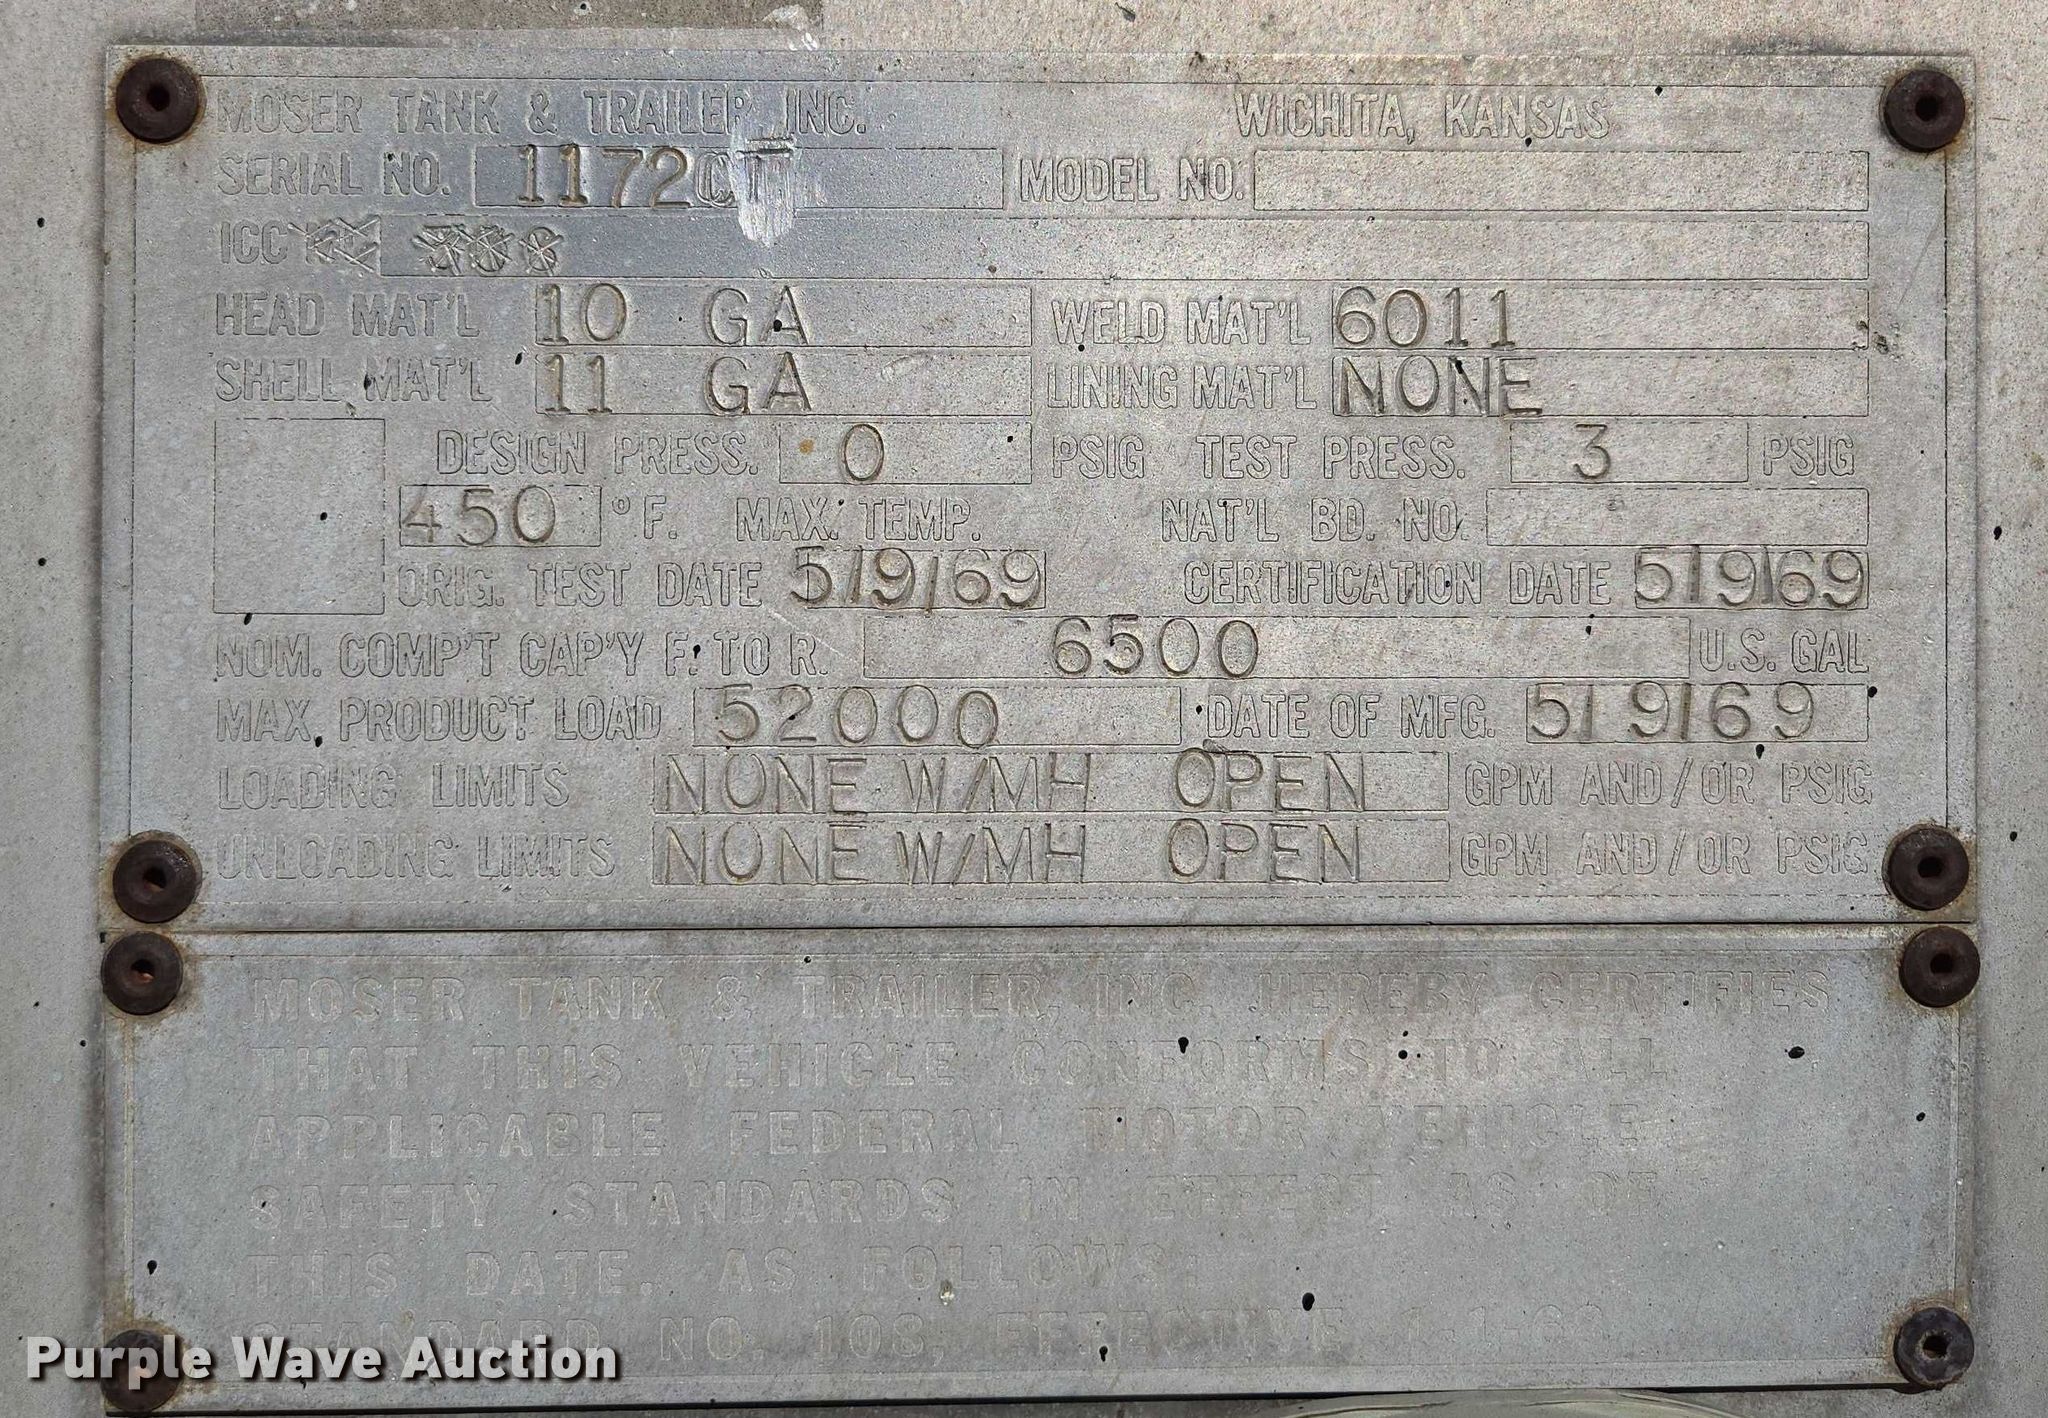 MOSER TANK & TRAILER, INC. WICHITA, KANSAS
SERIAL NO. 1172CT MODEL NO.
ICC
HEAD MAT'L 10 GA WELD MAT'L 6011
SHELL MAT'L 11 GA LINING MAT'L NONE
DESIGN PRESS. 0 PSIG TEST PRESS. 3 PSIG
450 °F. MAX. TEMP. NAT'L BD. NO.
ORIG. TEST DATE 5/9/69 CERTIFICATION DATE 5/9/69
NOM. COMP'T CAP'Y F. TO R. 6500 U.S. GAL
MAX. PRODUCT LOAD 52000 DATE OF MFG. 5/9/69
LOADING LIMITS NONE W/MH OPEN GPM AND/OR PSIG
UNLOADING LIMITS NONE W/MH OPEN GPM AND/OR PSIG
MOSER TANK & TRAILER, INC. HEREBY CERTIFIES
THAT THIS VEHICLE CONFORMS TO ALL
APPLICABLE FEDERAL MOTOR VEHICLE
SAFETY STANDARDS IN EFFECT AS OF
THIS DATE, AS FOLLOWS:
STANDARD NO. 108, EFFECTIVE 1-1-68
Purple Wave Auction